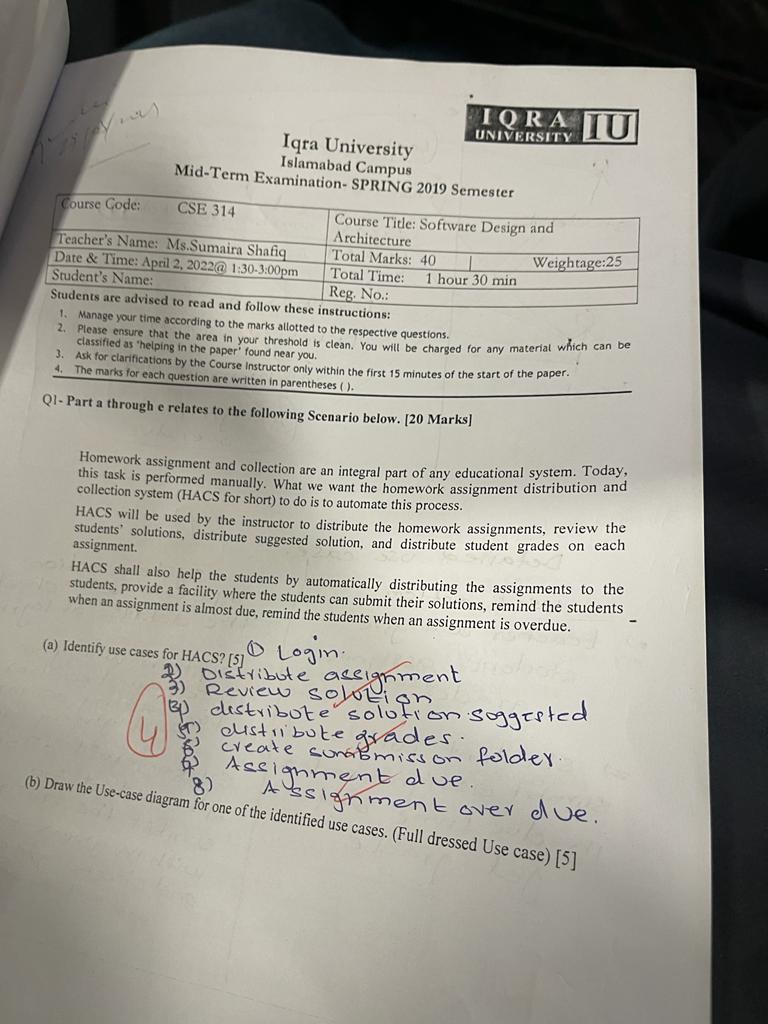 IQRA
UNIVERSITY IU
Iqra University
Islamabad Campus
Mid-Term Examination- SPRING 2019 Semester
Course Code: CSE 314
Course Title: Software Design and Architecture
Teacher's Name: Ms.Sumaira Shafiq
Total Marks: 40 Weightage:25
Date & Time: April 2, 2022@ 1:30-3:00pm
Total Time: 1 hour 30 min
Student's Name:
Reg. No.:
Students are advised to read and follow these instructions:
1. Manage your time according to the marks allotted to the respective questions.
2. Please ensure that the area in your threshold is clean. You will be charged for any material which can be
classified as 'helping in the paper' found near you.
3. Ask for clarifications by the Course Instructor only within the first 15 minutes of the start of the paper.
4. The marks for each question are written in parentheses ( ).
Q1- Part a through e relates to the following Scenario below. [20 Marks]
Homework assignment and collection are an integral part of any educational system. Today,
this task is performed manually. What we want the homework assignment distribution and
collection system (HACS for short) to do is to automate this process.
HACS will be used by the instructor to distribute the homework assignments, review the
students' solutions, distribute suggested solution, and distribute student grades on each
assignment.
HACS shall also help the students by automatically distributing the assignments to the
students, provide a facility where the students can submit their solutions, remind the students
when an assignment is almost due, remind the students when an assignment is overdue.
(a) Identify use cases for HACS? [5] ① Login.
2) Distribute assignment
3) Review solution
4) distribute solution suggested
5) distribute grades.
6) create submission folder.
7) Assignment due.
8) Assignment over due.
4
(b) Draw the Use-case diagram for one of the identified use cases. (Full dressed Use case) [5]